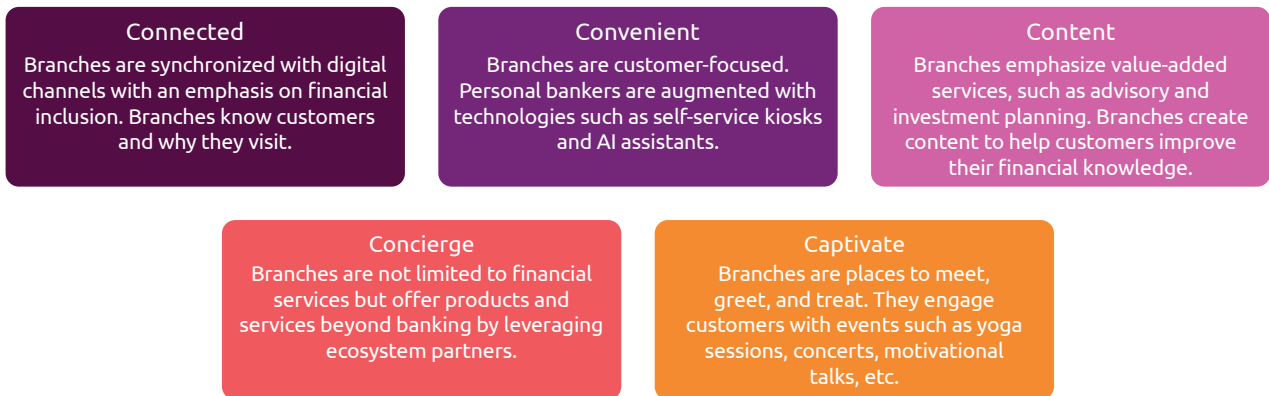 Connected
Branches are synchronized with digital
channels with an emphasis on financial
inclusion. Branches know customers
and why they visit.
Convenient
Branches are customer-focused.
Personal bankers are augmented with
technologies such as self-service kiosks
and AI assistants.
Content
Branches emphasize value-added
services, such as advisory and
investment planning. Branches create
content to help customers improve
their financial knowledge.
Concierge
Branches are not limited to financial
services but offer products and
services beyond banking by leveraging
ecosystem partners.
Captivate
Branches are places to meet,
greet, and treat. They engage
customers with events such as yoga
sessions, concerts, motivational
talks, etc.